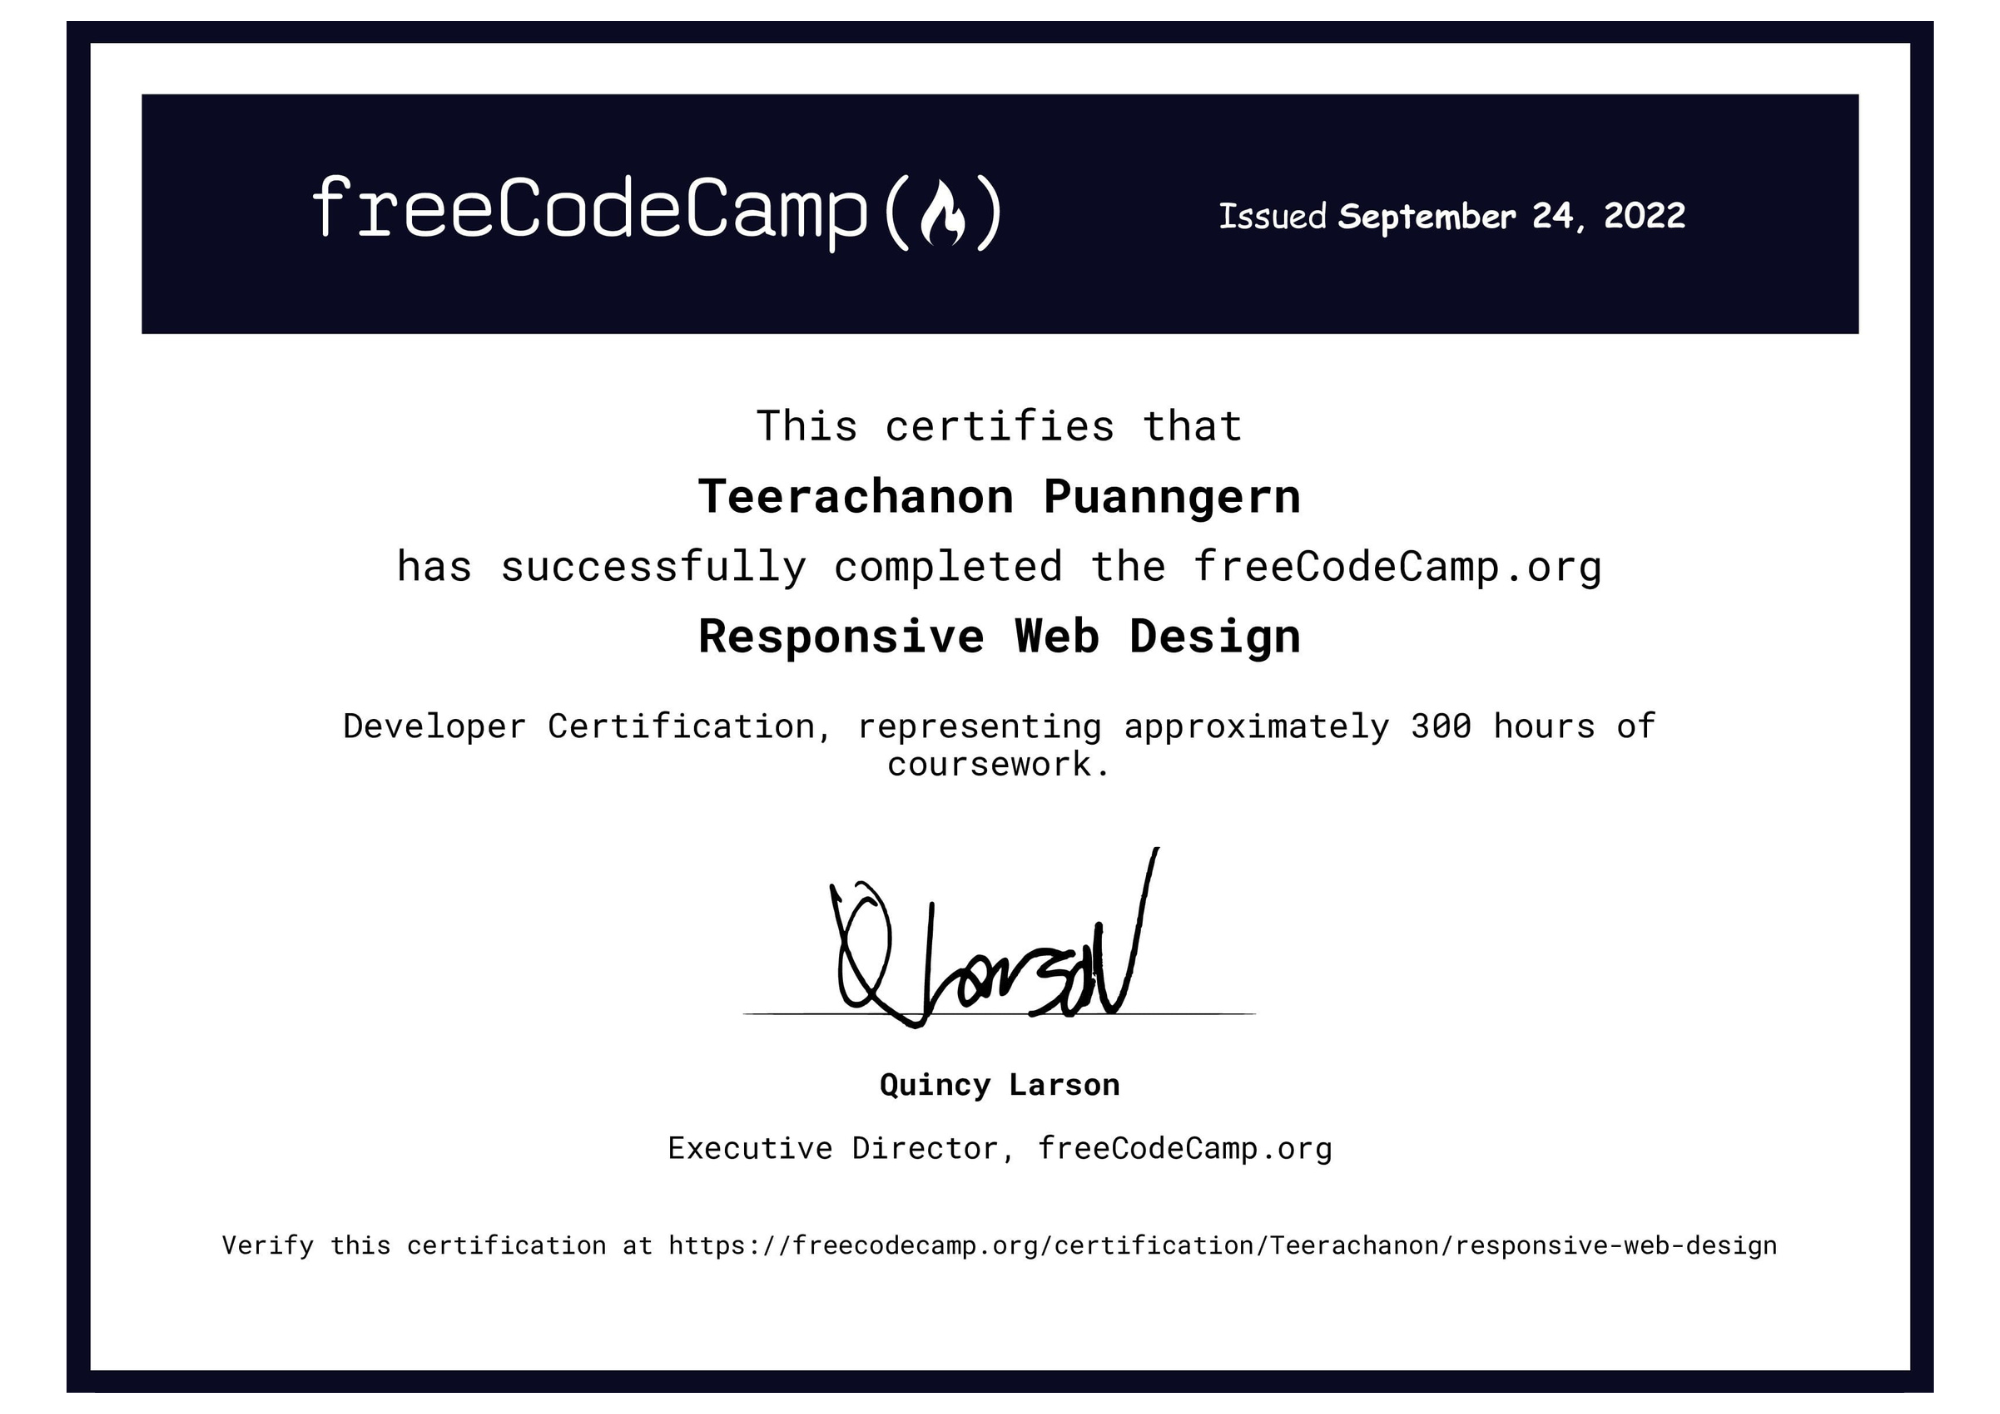 freeCodeCamp(🔥)
Issued September 24, 2022
This certifies that
Teerachanon Puanngern
has successfully completed the freeCodeCamp.org
Responsive Web Design
Developer Certification, representing approximately 300 hours of
coursework.
Q Larson
Quincy Larson
Executive Director, freeCodeCamp.org
Verify this certification at https://freecodecamp.org/certification/Teerachanon/responsive-web-design